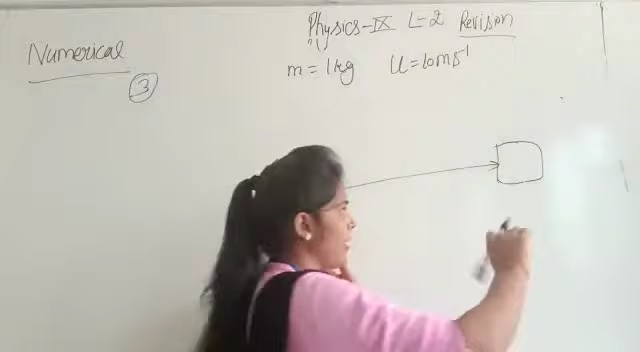 Physics-IX L-2 Revision
Numerical
m=1kg u=10ms⁻¹
3